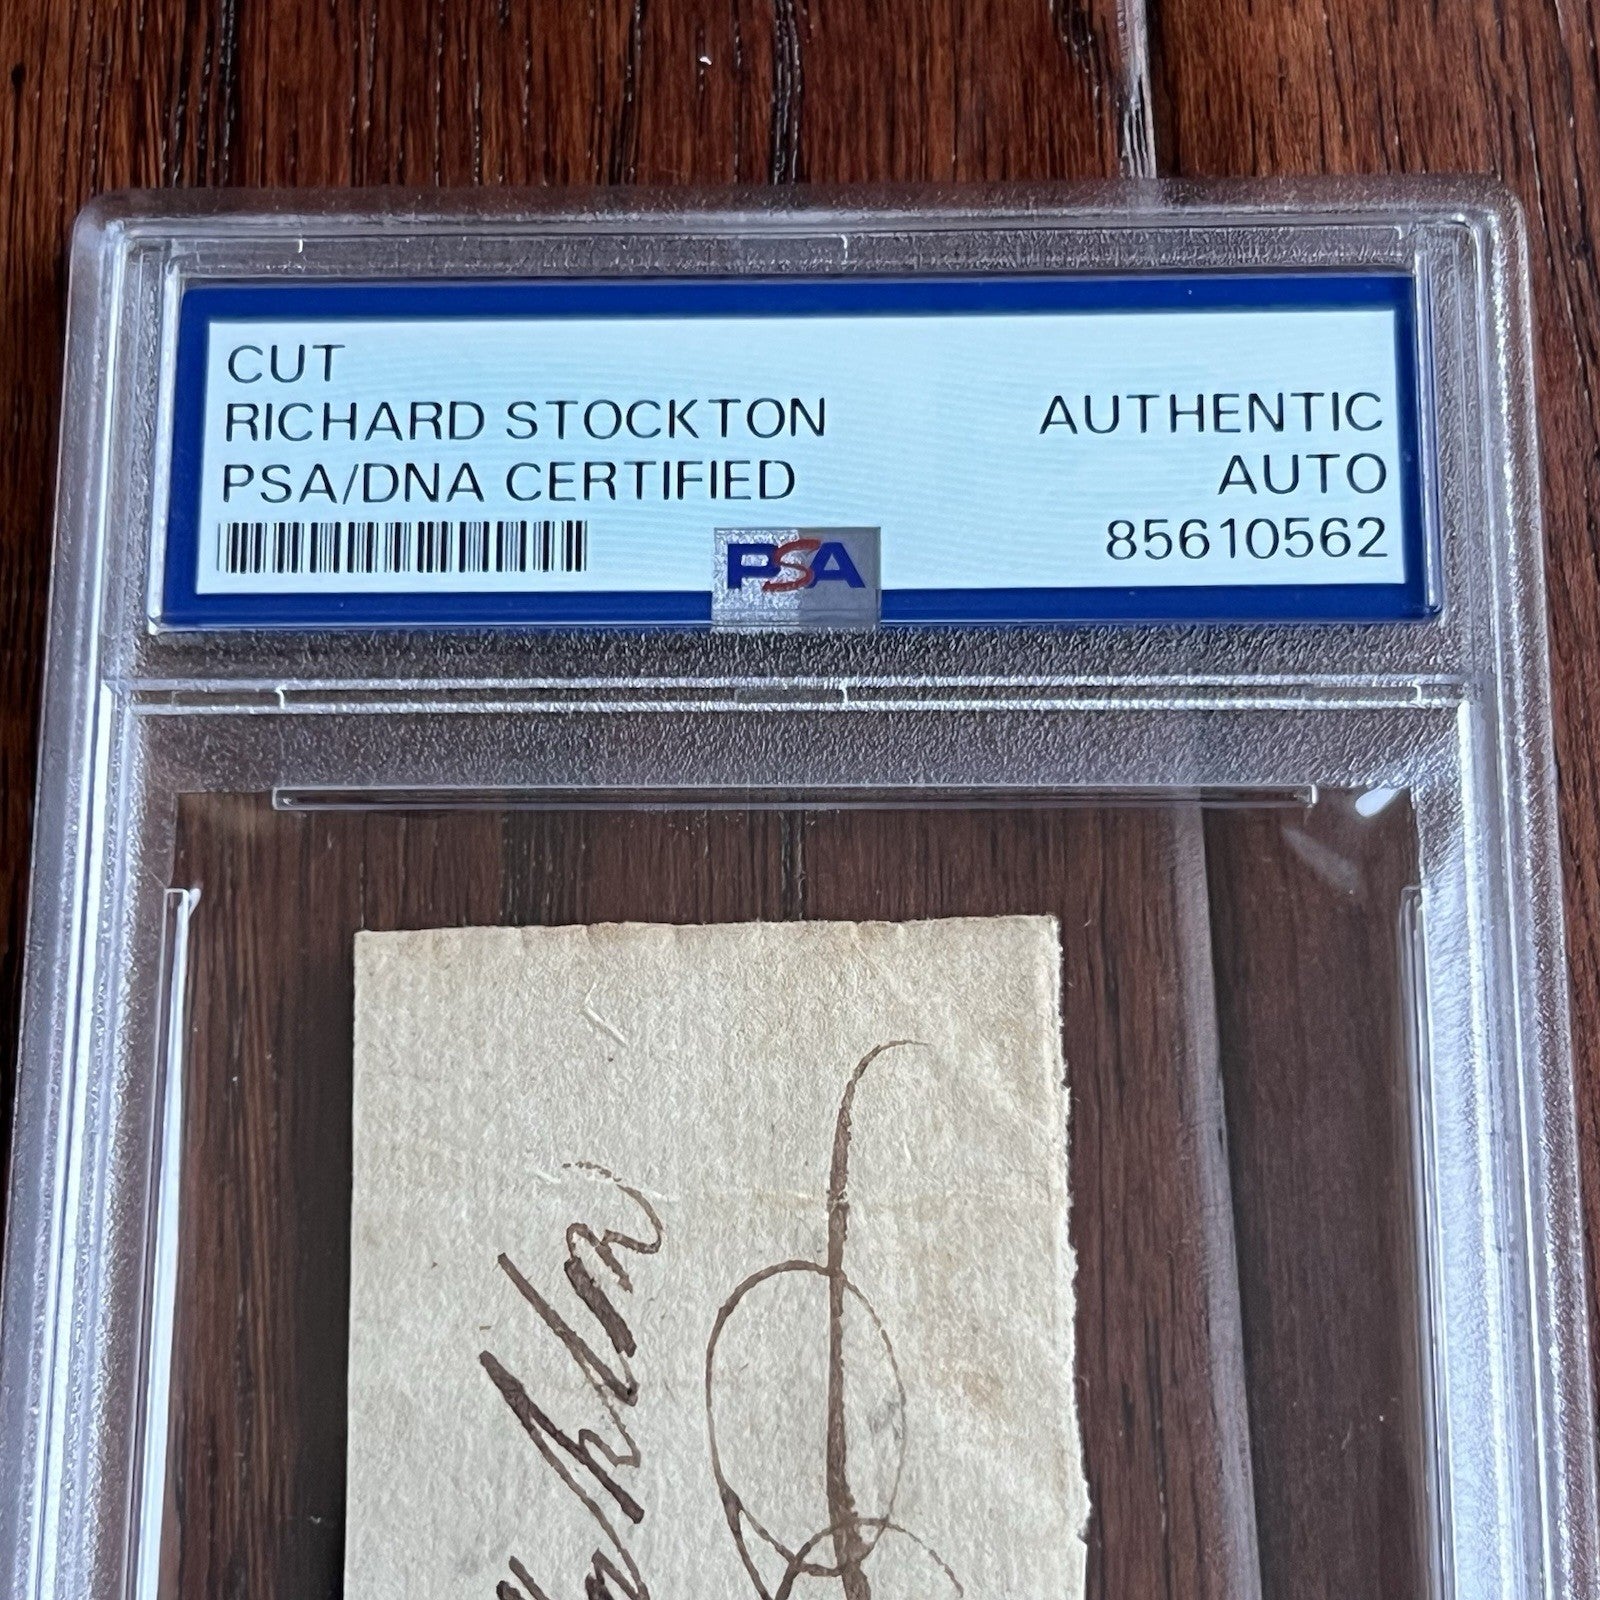 CUT
RICHARD STOCKTON
PSA/DNA CERTIFIED
AUTHENTIC
AUTO
85610562
PSA